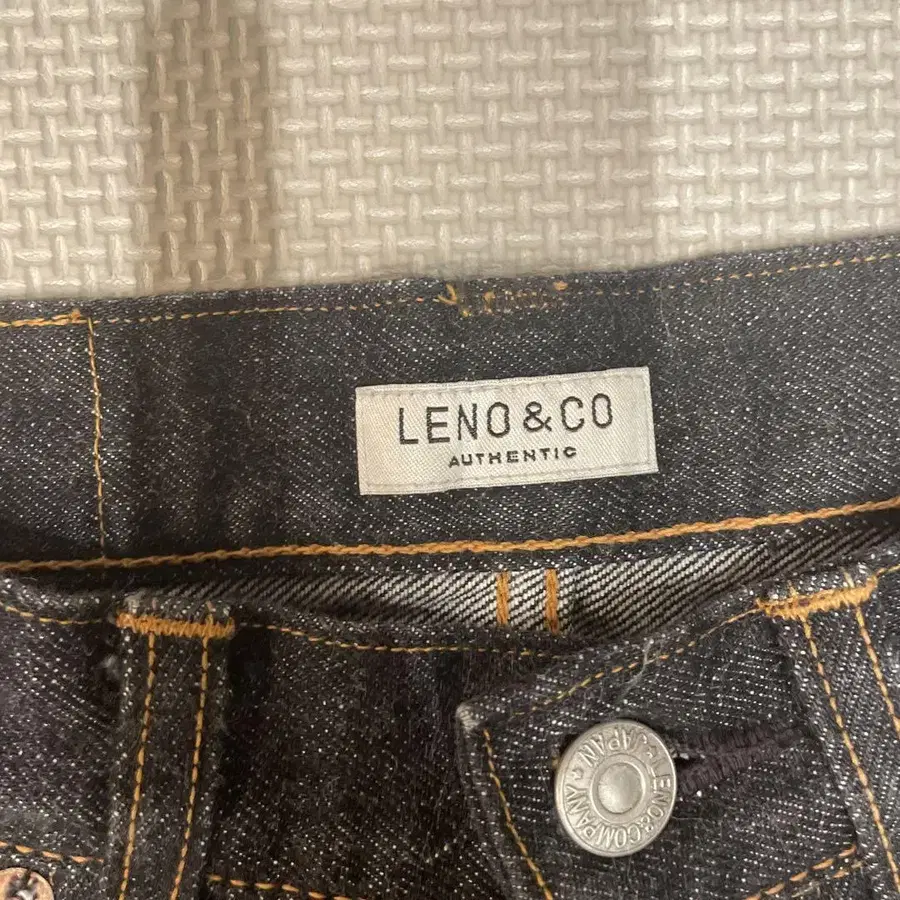 LENO & CO
AUTHENTIC
LENO&COMPANY ★ JAPAN ★